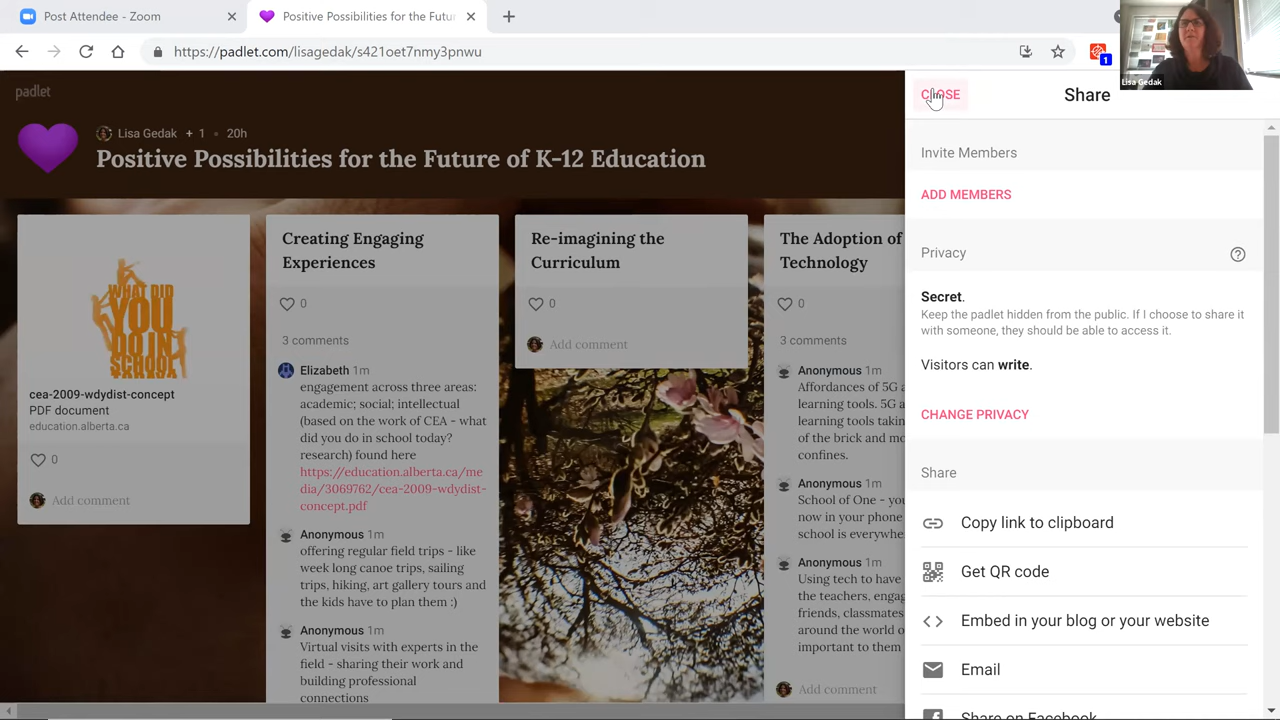 Post Attendee - Zoom
Positive Possibilities for the Futur
https://padlet.com/lisagedak/s421oet7nmy3pnwu
1
Lisa Gedak
padlet
Lisa Gedak + 1 • 20h
Positive Possibilities for the Future of K-12 Education
WHAT DID
YOU
DO IN
SCHOOL
cea-2009-wdydist-concept
PDF document
education.alberta.ca
0
Add comment
Creating Engaging
Experiences
0
3 comments
Elizabeth 1m
engagement across three areas:
academic; social; intellectual
(based on the work of CEA - what
did you do in school today?
research) found here
https://education.alberta.ca/me
dia/3069762/cea-2009-wdydist-
concept.pdf
Anonymous 1m
offering regular field trips - like
week long canoe trips, sailing
trips, hiking, art gallery tours and
the kids have to plan them :)
Anonymous 1m
Virtual visits with experts in the
field - sharing their work and
building professional
connections
Re-imagining the
Curriculum
0
Add comment
The Adoption of
Technology
0
3 comments
Anonymous 1m
Affordances of 5G a
learning tools. 5G a
learning tools takin
of the brick and mo
confines.
Anonymous 1m
School of One - you
now in your phone
school is everywhe
Anonymous 1m
Using tech to have
the teachers, engag
friends, classmates
around the world o
important to them
Add comment
CLOSE
Share
Invite Members
ADD MEMBERS
Privacy
Secret.
Keep the padlet hidden from the public. If I choose to share it
with someone, they should be able to access it.
Visitors can write.
CHANGE PRIVACY
Share
Copy link to clipboard
Get QR code
Embed in your blog or your website
Email
Share on Facebook